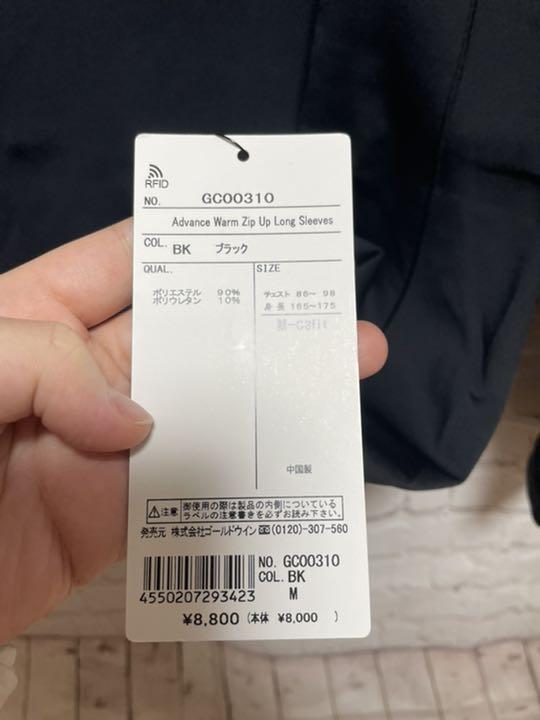 RFID
NO. GC00310
Advance Warm Zip Up Long Sleeves
COL. BK ブラック
QUAL.
ポリエステル 90%
ポリウレタン 10%
SIZE
チェスト 86～ 98
身長 165～175
-C3fit
中国製
注意 御使用の際は製品の内側についている
ラベルの注意書きを必ずお読み下さい。
発売元 株式会社ゴールドウイン (0120)-307-560
NO. GC00310
COL. BK
M
4550207293423
¥8,800 (本体 ¥8,000 )